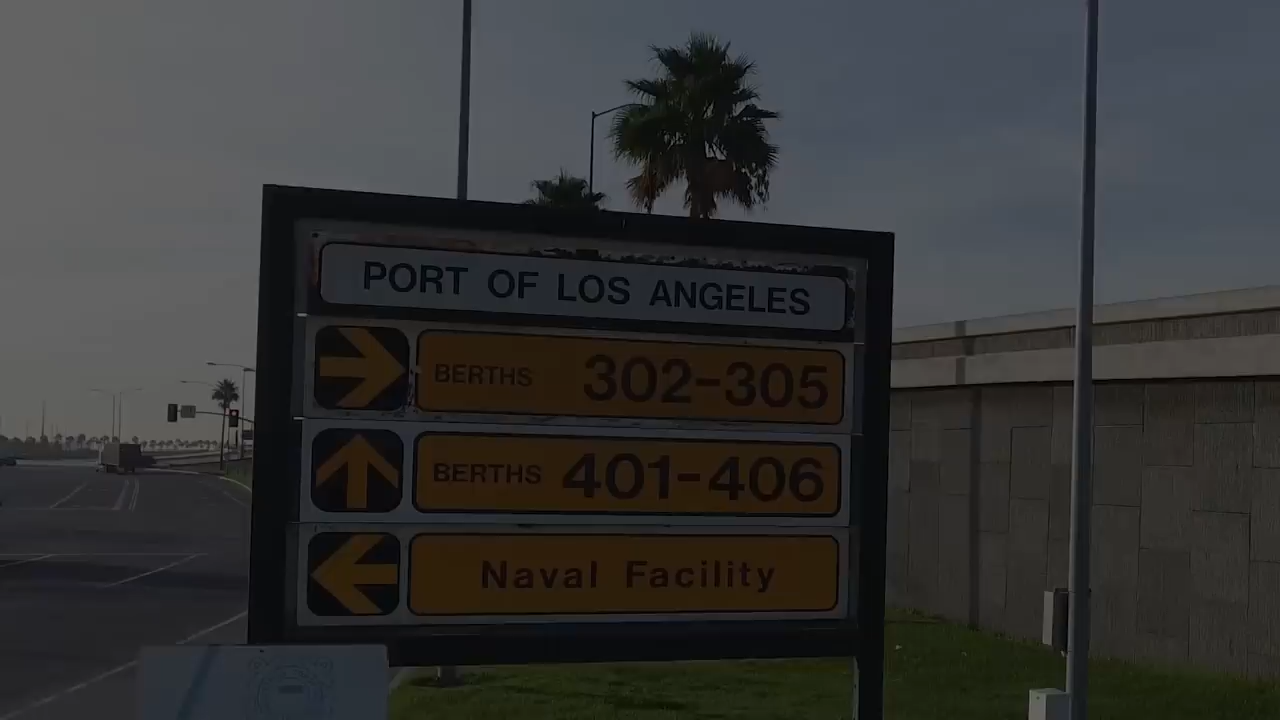 PORT OF LOS ANGELES
BERTHS 302-305
BERTHS 401-406
Naval Facility